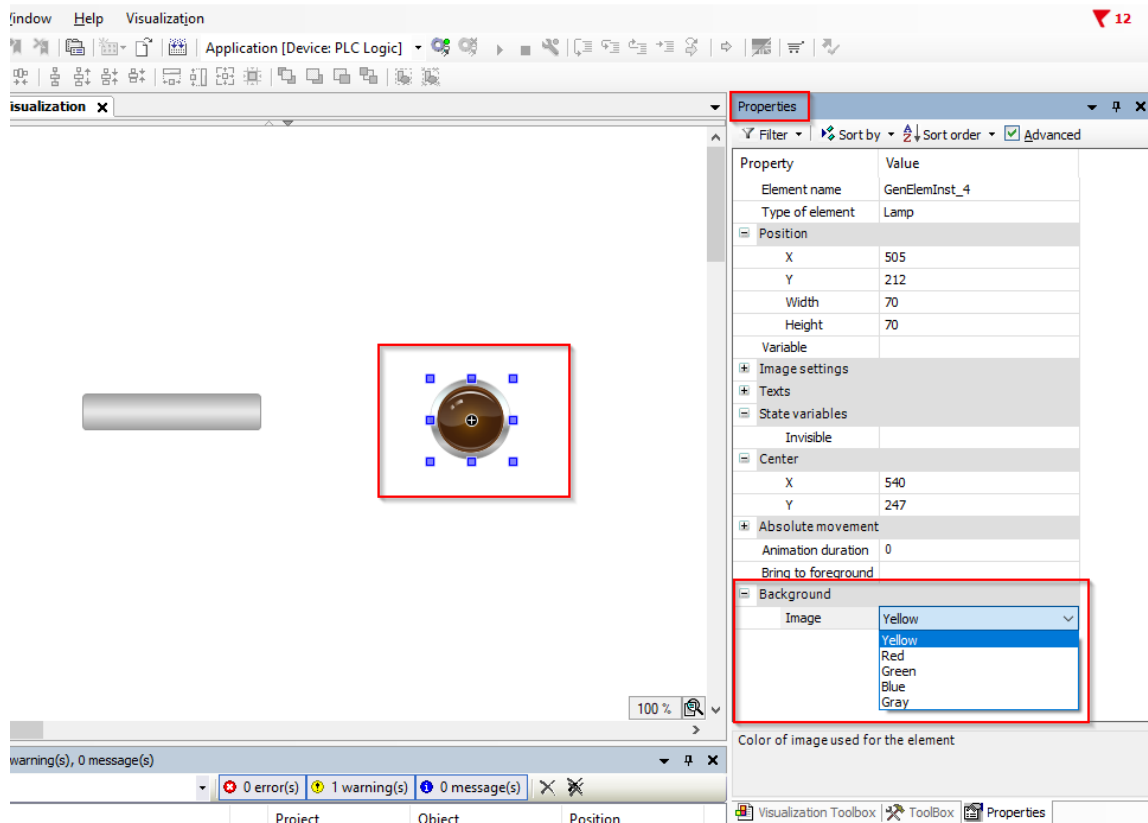 Window Help Visualization
12
Application [Device: PLC Logic]
isualization
Properties
Filter Sort by Sort order Advanced
Property Value
Element name GenElemInst_4
Type of element Lamp
Position
X 505
Y 212
Width 70
Height 70
Variable
Image settings
Texts
State variables
Invisible
Center
X 540
Y 247
Absolute movement
Animation duration 0
Bring to foreground
Background
Image Yellow
Yellow
Red
Green
Blue
Gray
100 %
Color of image used for the element
warning(s), 0 message(s)
0 error(s) 1 warning(s) 0 message(s)
Project Object Position
Visualization Toolbox ToolBox Properties